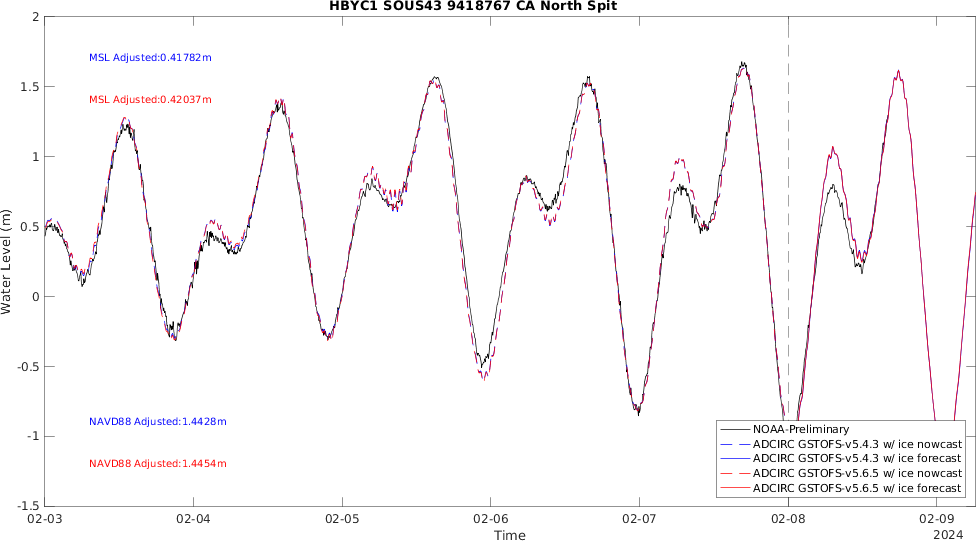 HBYC1 SOUS43 9418767 CA North Spit
2
1.5
1
0.5
0
-0.5
-1
-1.5
Water Level (m)
MSL Adjusted:0.41782m
MSL Adjusted:0.42037m
NAVD88 Adjusted:1.4428m
NAVD88 Adjusted:1.4454m
NOAA-Preliminary
ADCIRC GSTOFS-v5.4.3 w/ ice nowcast
ADCIRC GSTOFS-v5.4.3 w/ ice forecast
ADCIRC GSTOFS-v5.6.5 w/ ice nowcast
ADCIRC GSTOFS-v5.6.5 w/ ice forecast
02-03 02-04 02-05 02-06 02-07 02-08 02-09
Time
2024